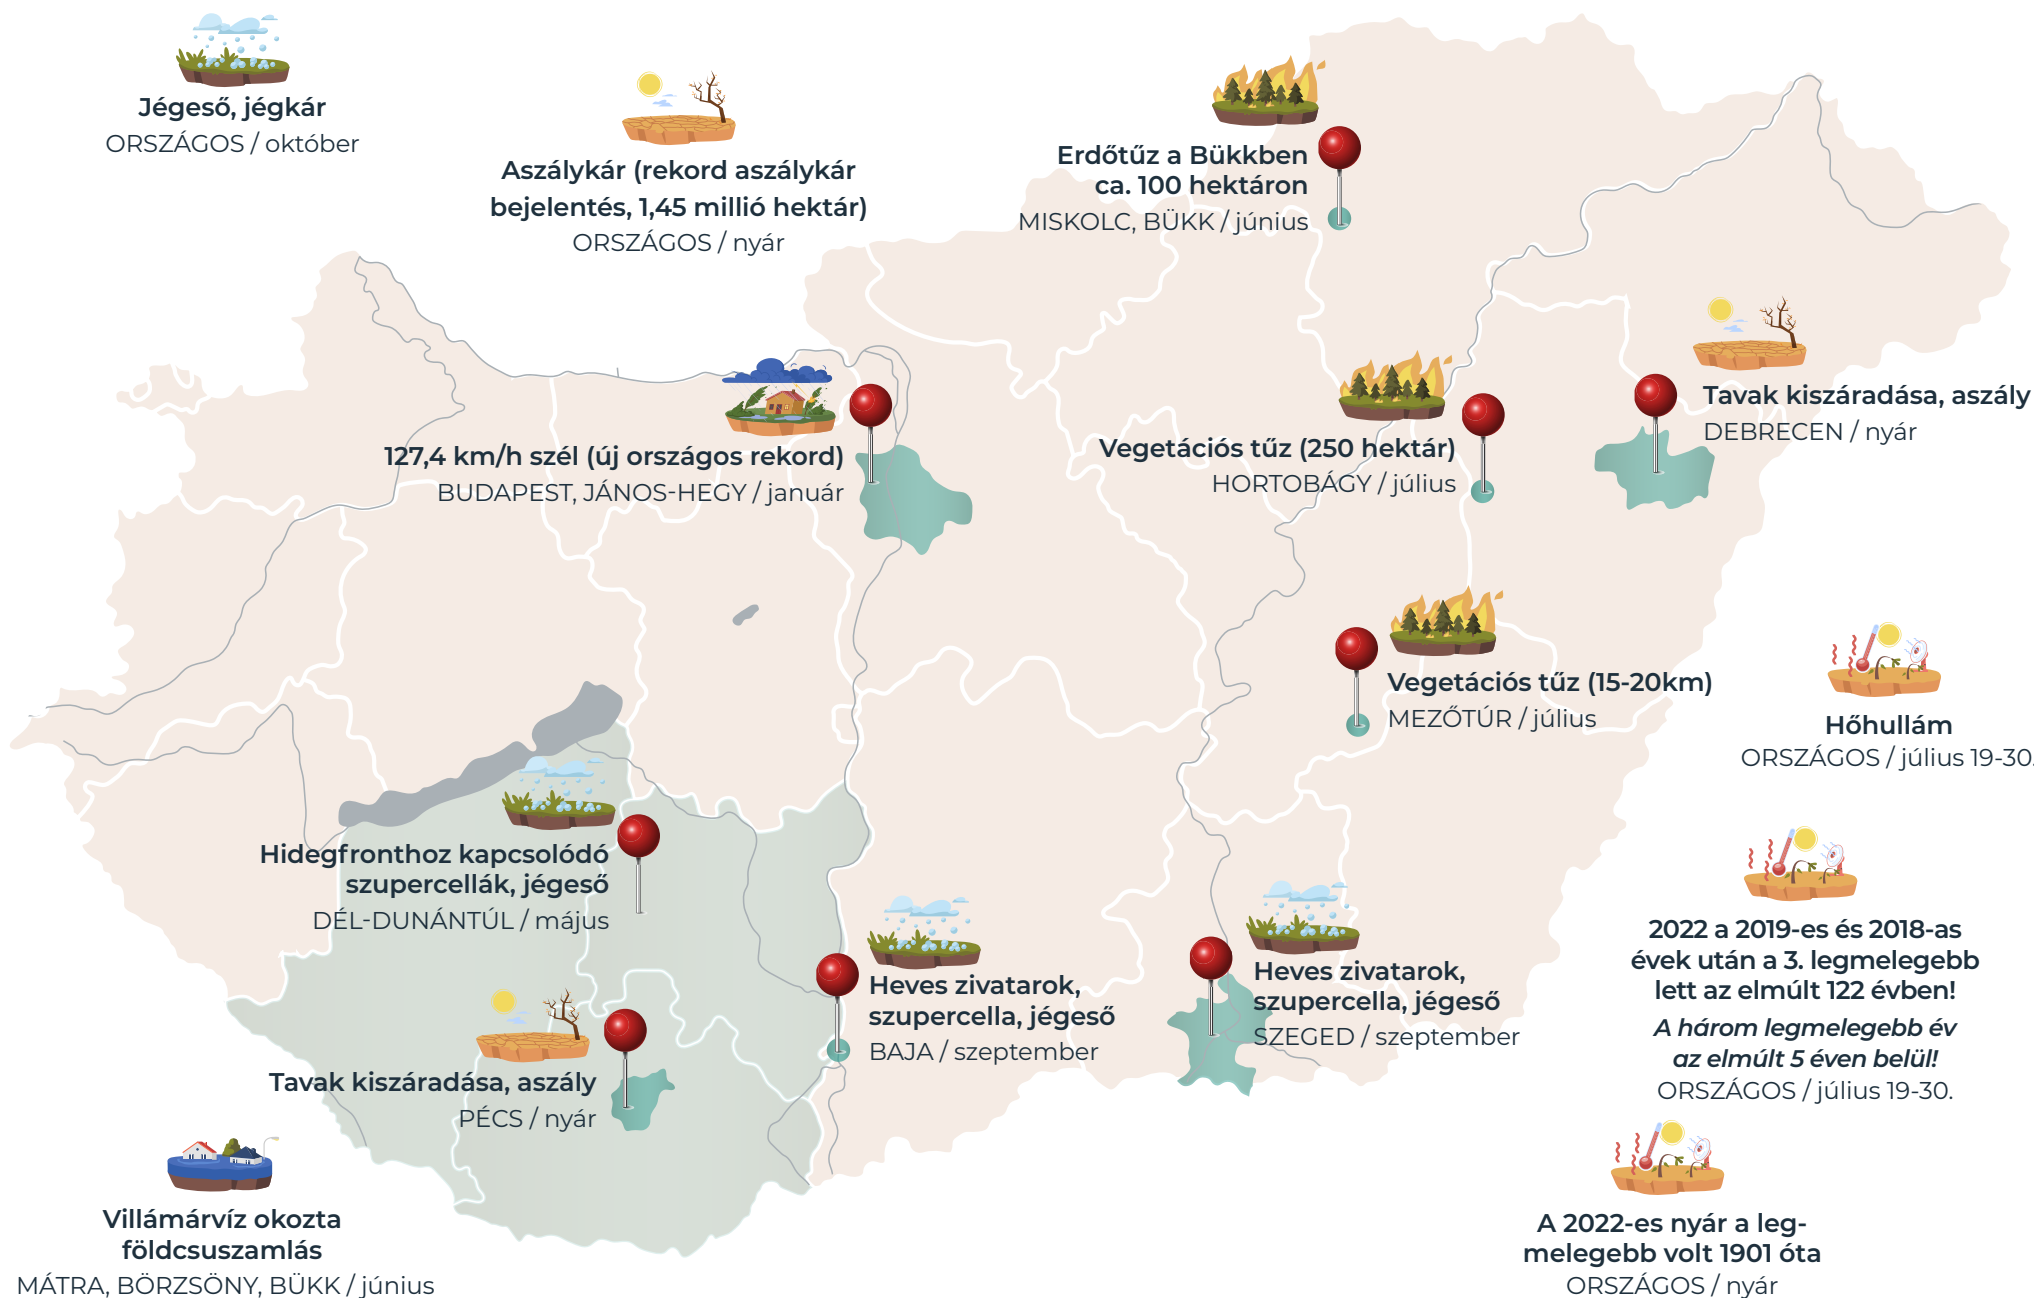 Jégeső, jégkár
ORSZÁGOS / október
Aszálykár (rekord aszálykár
bejelentés, 1,45 millió hektár)
ORSZÁGOS / nyár
Erdőtűz a Bükkben
ca. 100 hektáron
MISKOLC, BÜKK / június
Tavak kiszáradása, aszály
DEBRECEN / nyár
127,4 km/h szél (új országos rekord)
BUDAPEST, JÁNOS-HEGY / január
Vegetációs tűz (250 hektár)
HORTOBÁGY / július
Vegetációs tűz (15-20km)
MEZŐTÚR / július
Hőhullám
ORSZÁGOS / július 19-30.
Hidegfronthoz kapcsolódó
szupercellák, jégeső
DÉL-DUNÁNTÚL / május
Heves zivatarok,
szupercella, jégeső
BAJA / szeptember
Heves zivatarok,
szupercella, jégeső
SZEGED / szeptember
2022 a 2019-es és 2018-as
évek után a 3. legmelegebb
lett az elmúlt 122 évben!
A három legmelegebb év
az elmúlt 5 éven belül!
ORSZÁGOS / július 19-30.
Tavak kiszáradása, aszály
PÉCS / nyár
Villámárvíz okozta
földcsuszamlás
MÁTRA, BÖRZSÖNY, BÜKK / június
A 2022-es nyár a leg-
melegebb volt 1901 óta
ORSZÁGOS / nyár